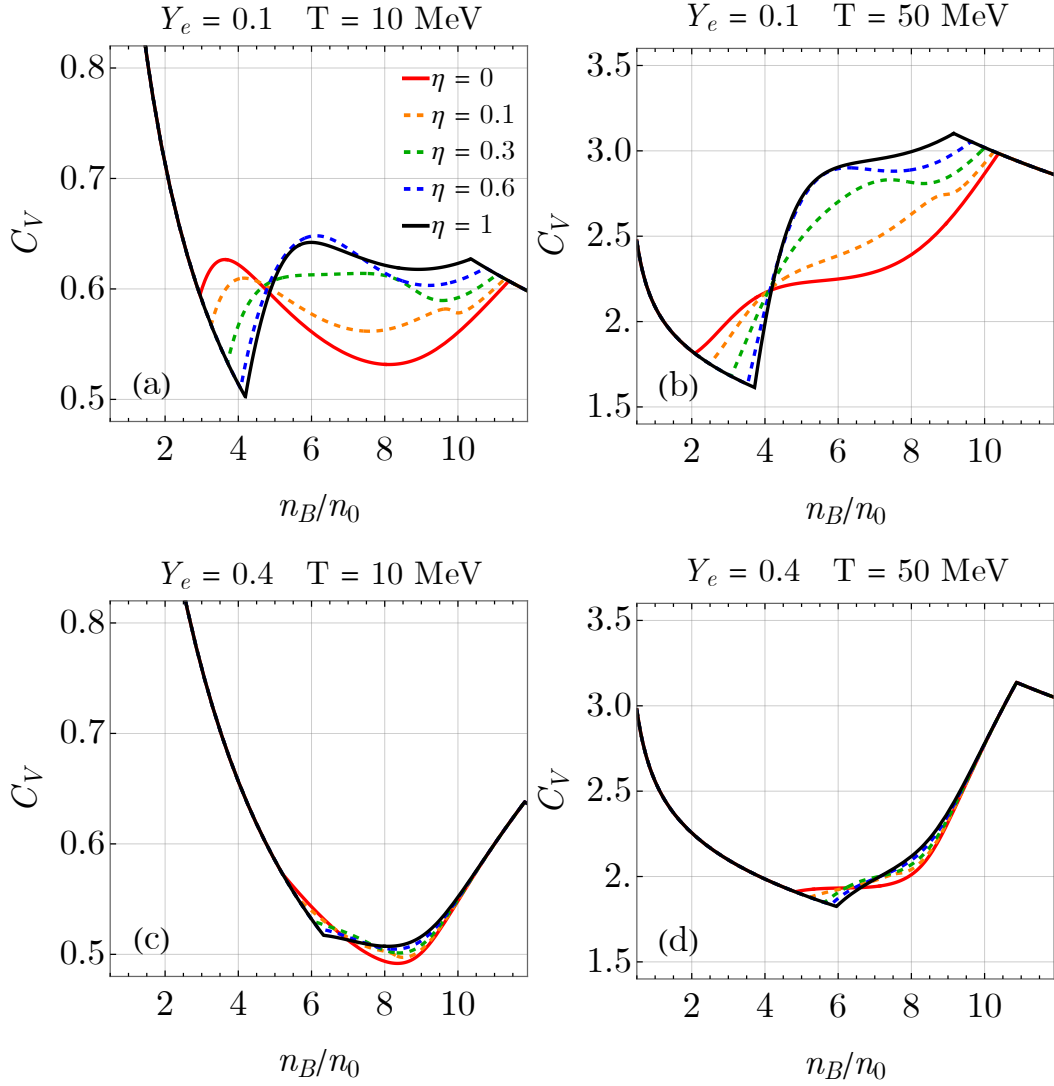 Y_e = 0.1 T = 10 MeV
C_V
0.8
0.7
0.6
0.5
η = 0
η = 0.1
η = 0.3
η = 0.6
η = 1
(a)
2 4 6 8 10
n_B/n_0
Y_e = 0.1 T = 50 MeV
C_V
3.5
3.0
2.5
2.0
1.5
(b)
2 4 6 8 10
n_B/n_0
Y_e = 0.4 T = 10 MeV
C_V
0.8
0.7
0.6
0.5
(c)
2 4 6 8 10
n_B/n_0
Y_e = 0.4 T = 50 MeV
C_V
3.5
3.0
2.5
2.0
1.5
(d)
2 4 6 8 10
n_B/n_0